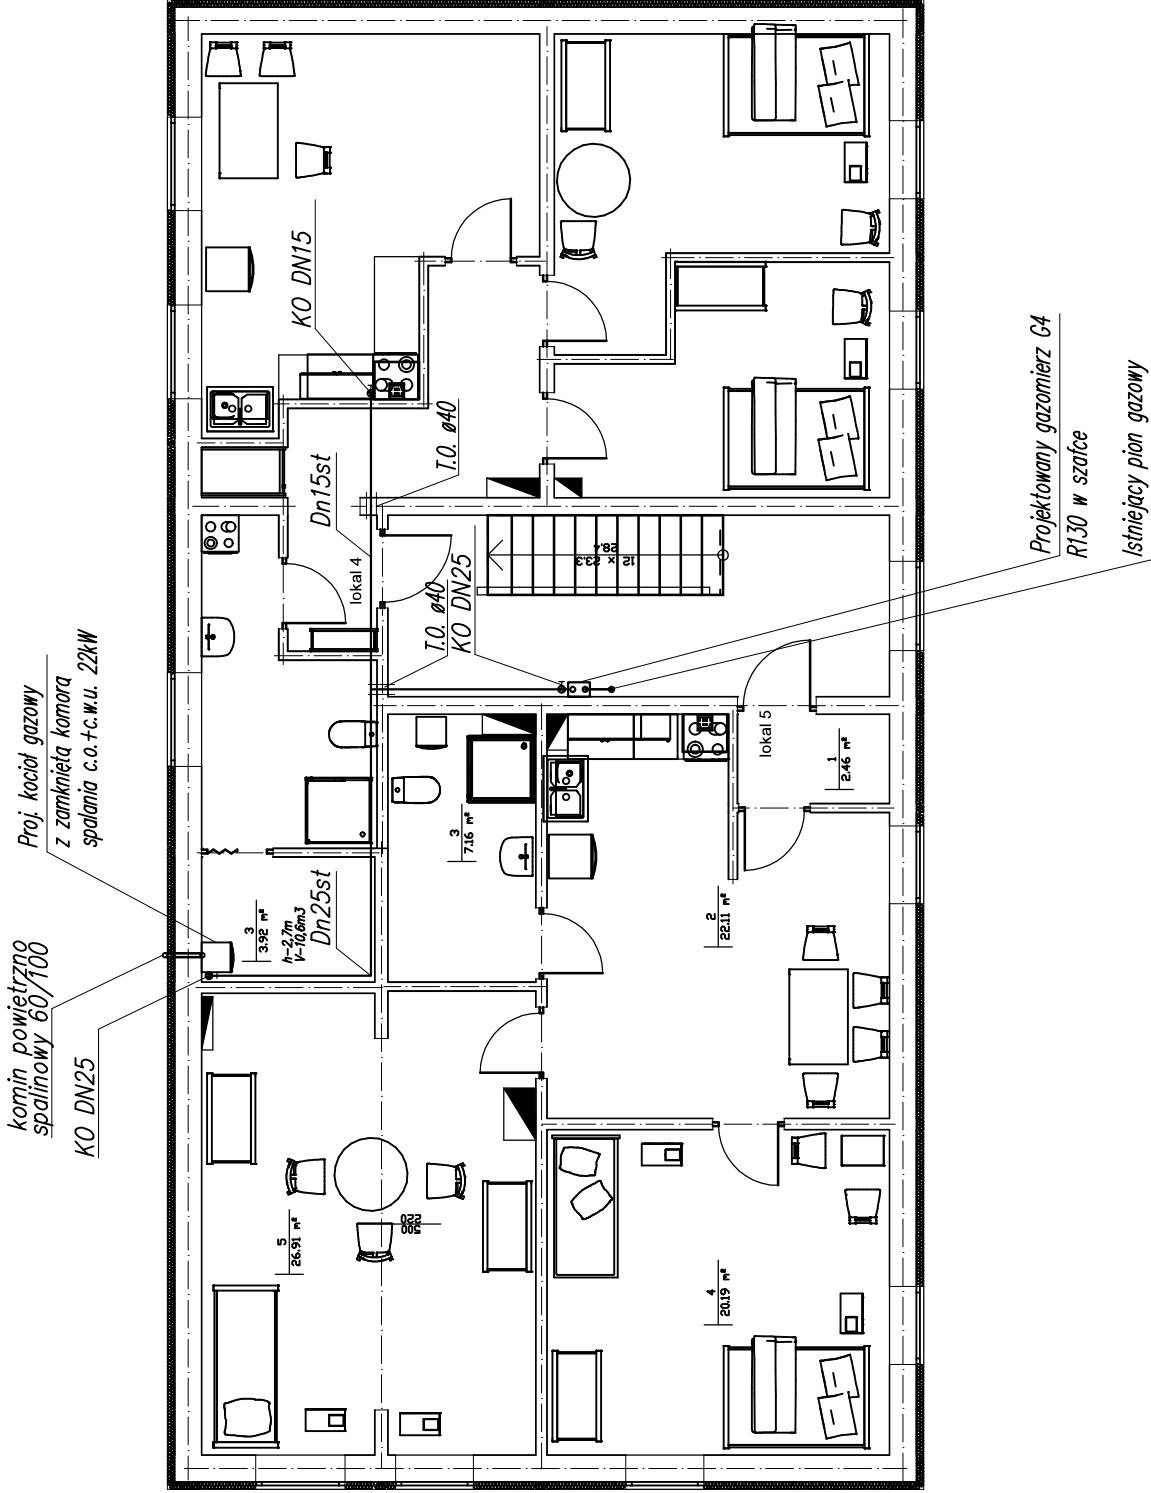 komin powietrzno
spalinowy 60/100
KO DN25
Proj. kocioł gazowy
z zamknięta komorą
spalania c.o.+c.w.u. 22kW
3
3.92 m²
h-2,7m
V-10,6m3
Dn25st
KO DN15
Dn15st
T.O. ø40
lokal 4
T.O. ø40
KO DN25
12 x 23.3
28.4
3
7.16 m²
lokal 5
1
2.46 m²
2
22.11 m²
5
26.91 m²
4
20.19 m²
Projektowany gazomierz G4
R130 w szafce
Istniejący pion gazowy